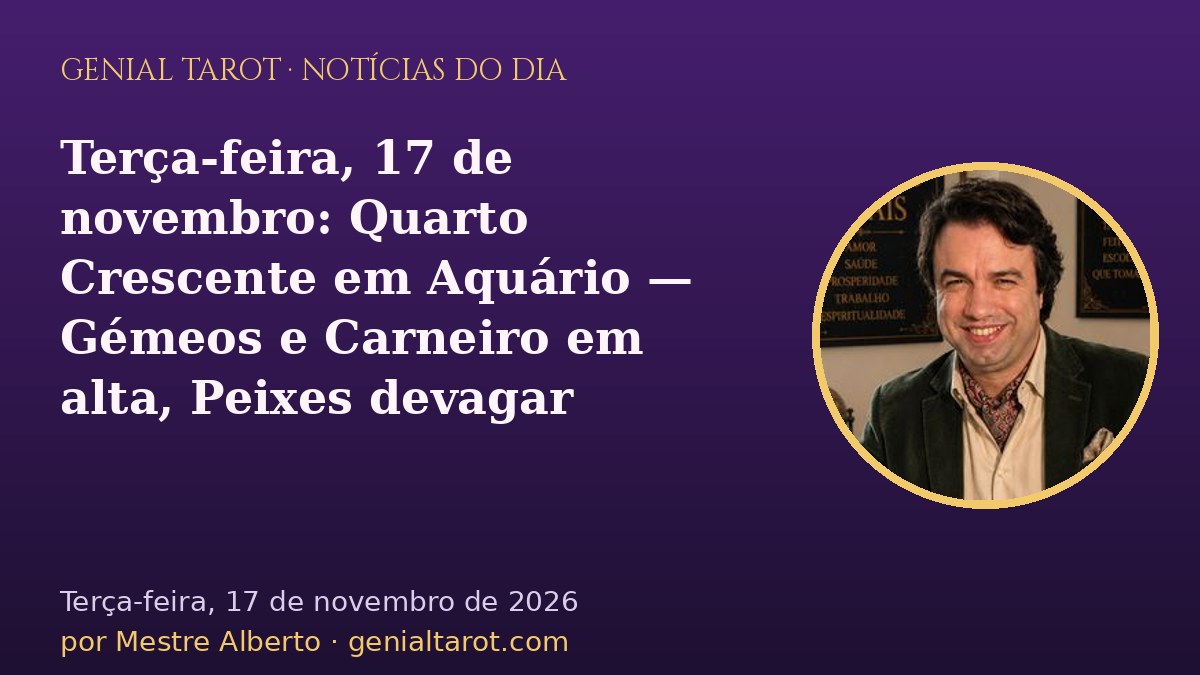 GENIAL TAROT · NOTÍCIAS DO DIA
Terça-feira, 17 de
novembro: Quarto
Crescente em Aquário —
Gémeos e Carneiro em
alta, Peixes devagar
AMOR
SAÚDE
PROSPERIDADE
TRABALHO
ESPIRITUALIDADE
Terça-feira, 17 de novembro de 2026
por Mestre Alberto · genialtarot.com